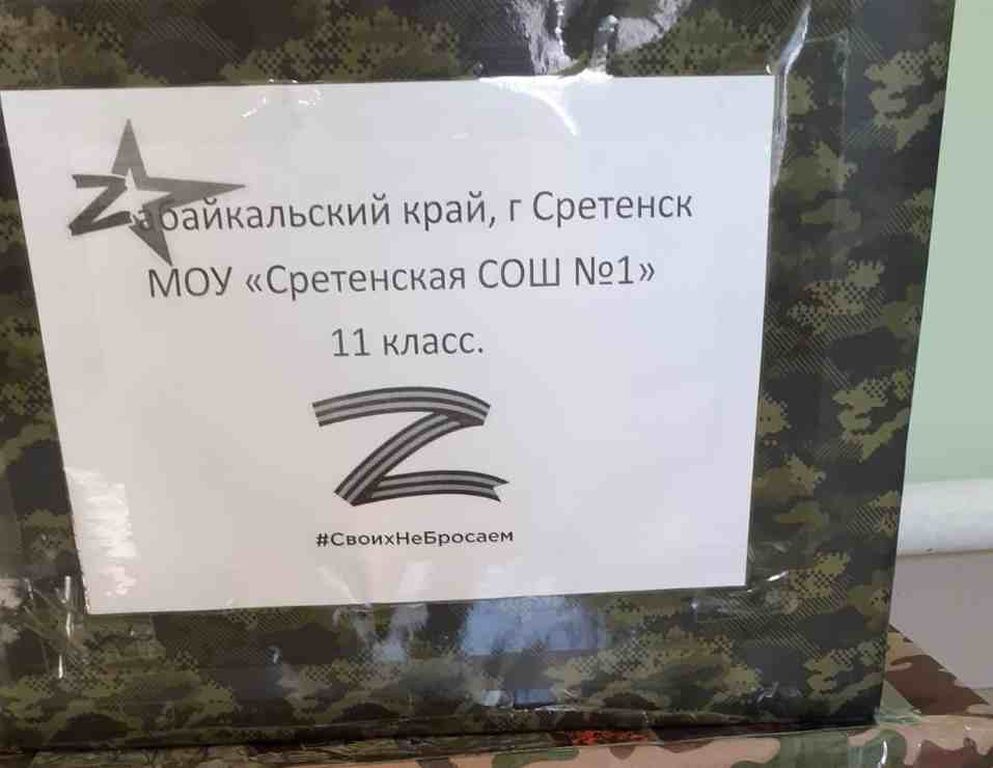 Zабайкальский край, г Сретенск
МОУ «Сретенская СОШ №1»
11 класс.
Z
#СвоихНеБросаем